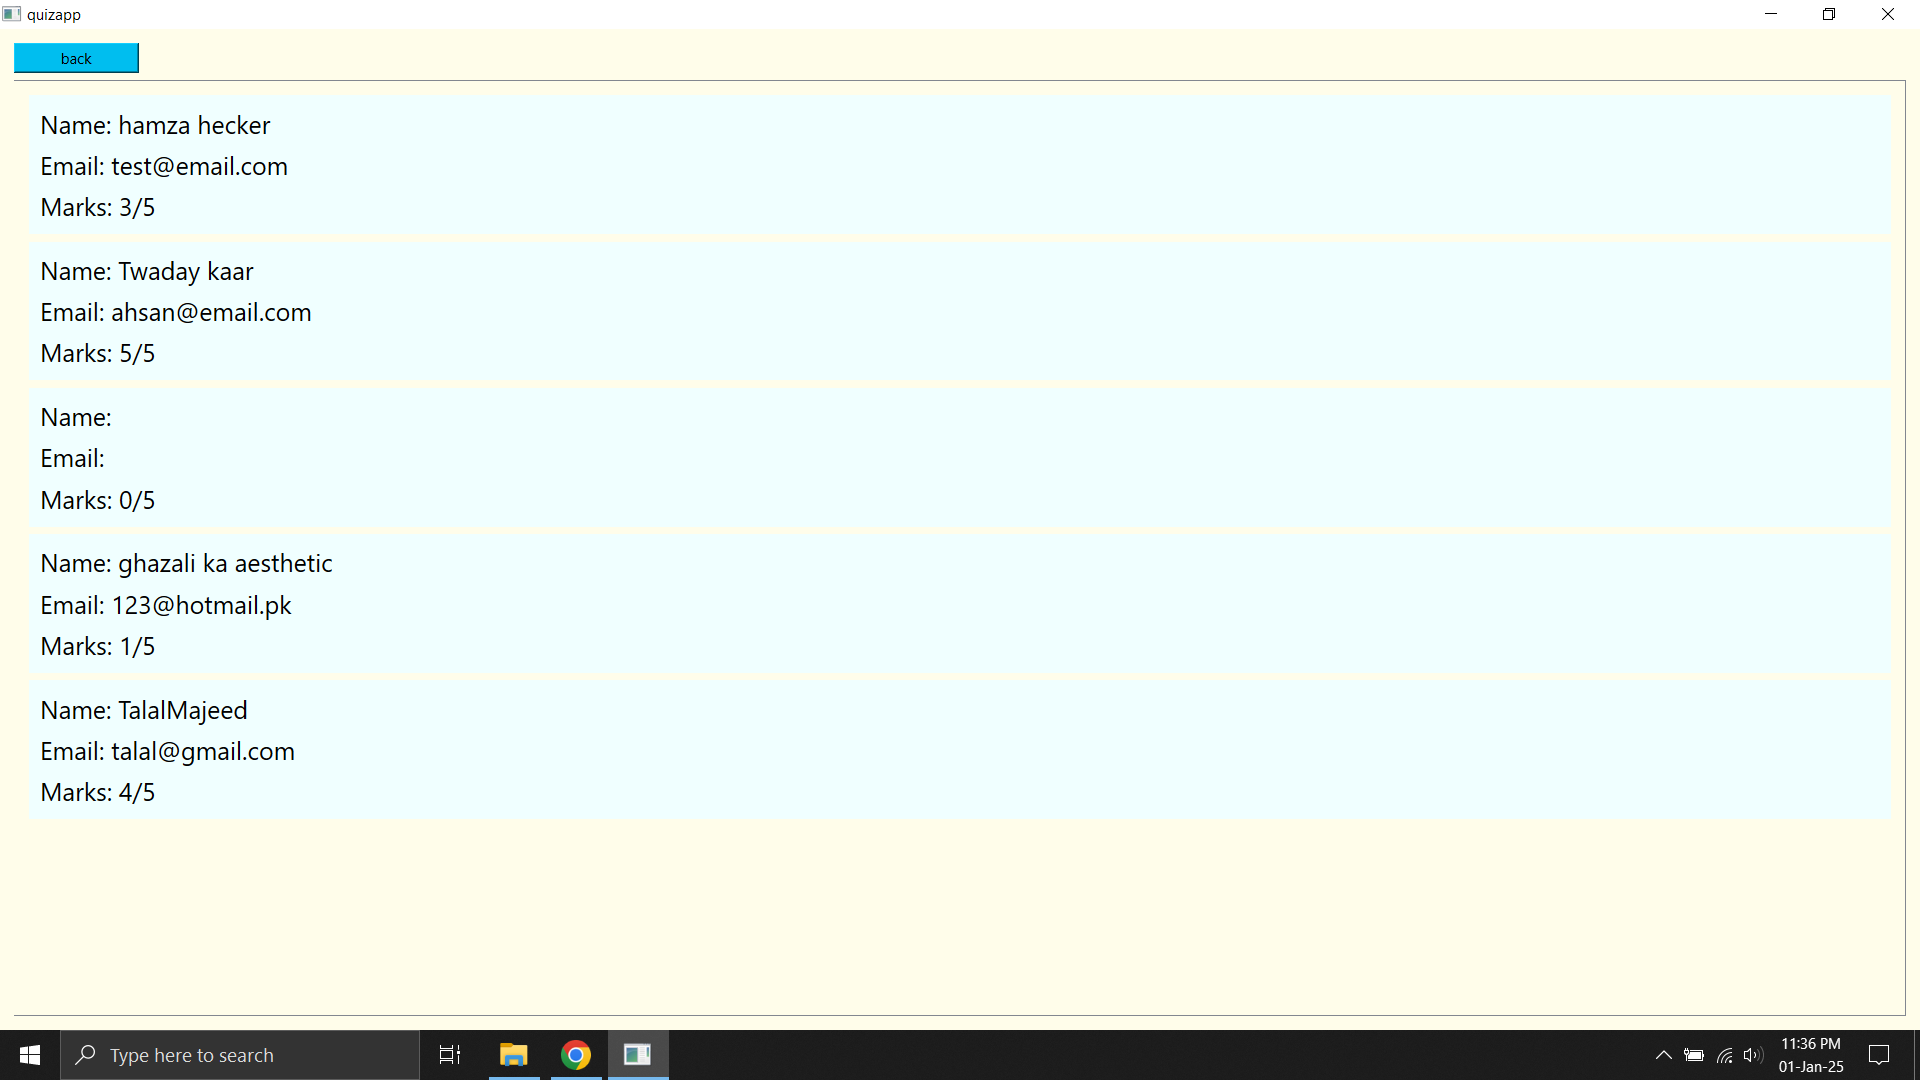 quizapp
back
Name: hamza hecker
Email: test@email.com
Marks: 3/5
Name: Twaday kaar
Email: ahsan@email.com
Marks: 5/5
Name:
Email:
Marks: 0/5
Name: ghazali ka aesthetic
Email: 123@hotmail.pk
Marks: 1/5
Name: TalalMajeed
Email: talal@gmail.com
Marks: 4/5
Type here to search
11:36 PM
01-Jan-25